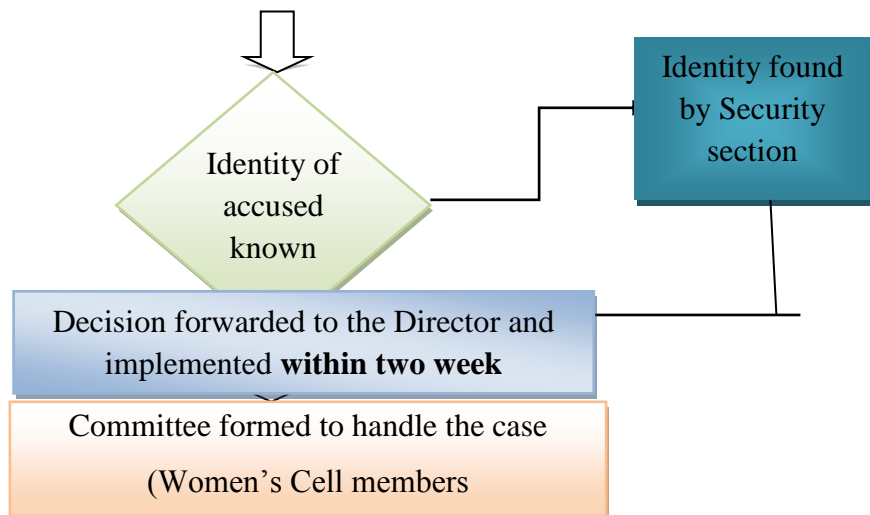 Identity of
accused
known
Identity found
by Security
section
Decision forwarded to the Director and
implemented within two week
Committee formed to handle the case
(Women’s Cell members